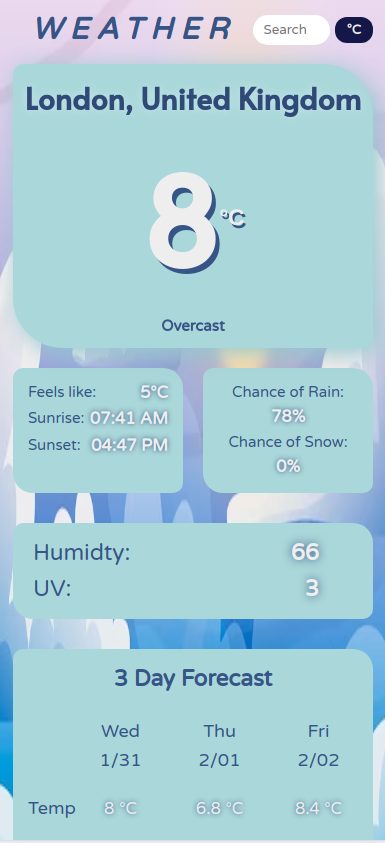 WEATHER Search °C
London, United Kingdom
8°C
Overcast
Feels like: 5°C
Sunrise: 07:41 AM
Sunset: 04:47 PM
Chance of Rain:
78%
Chance of Snow:
0%
Humidty: 66
UV: 3
3 Day Forecast
Wed Thu Fri
1/31 2/01 2/02
Temp 8 °C 6.8 °C 8.4 °C